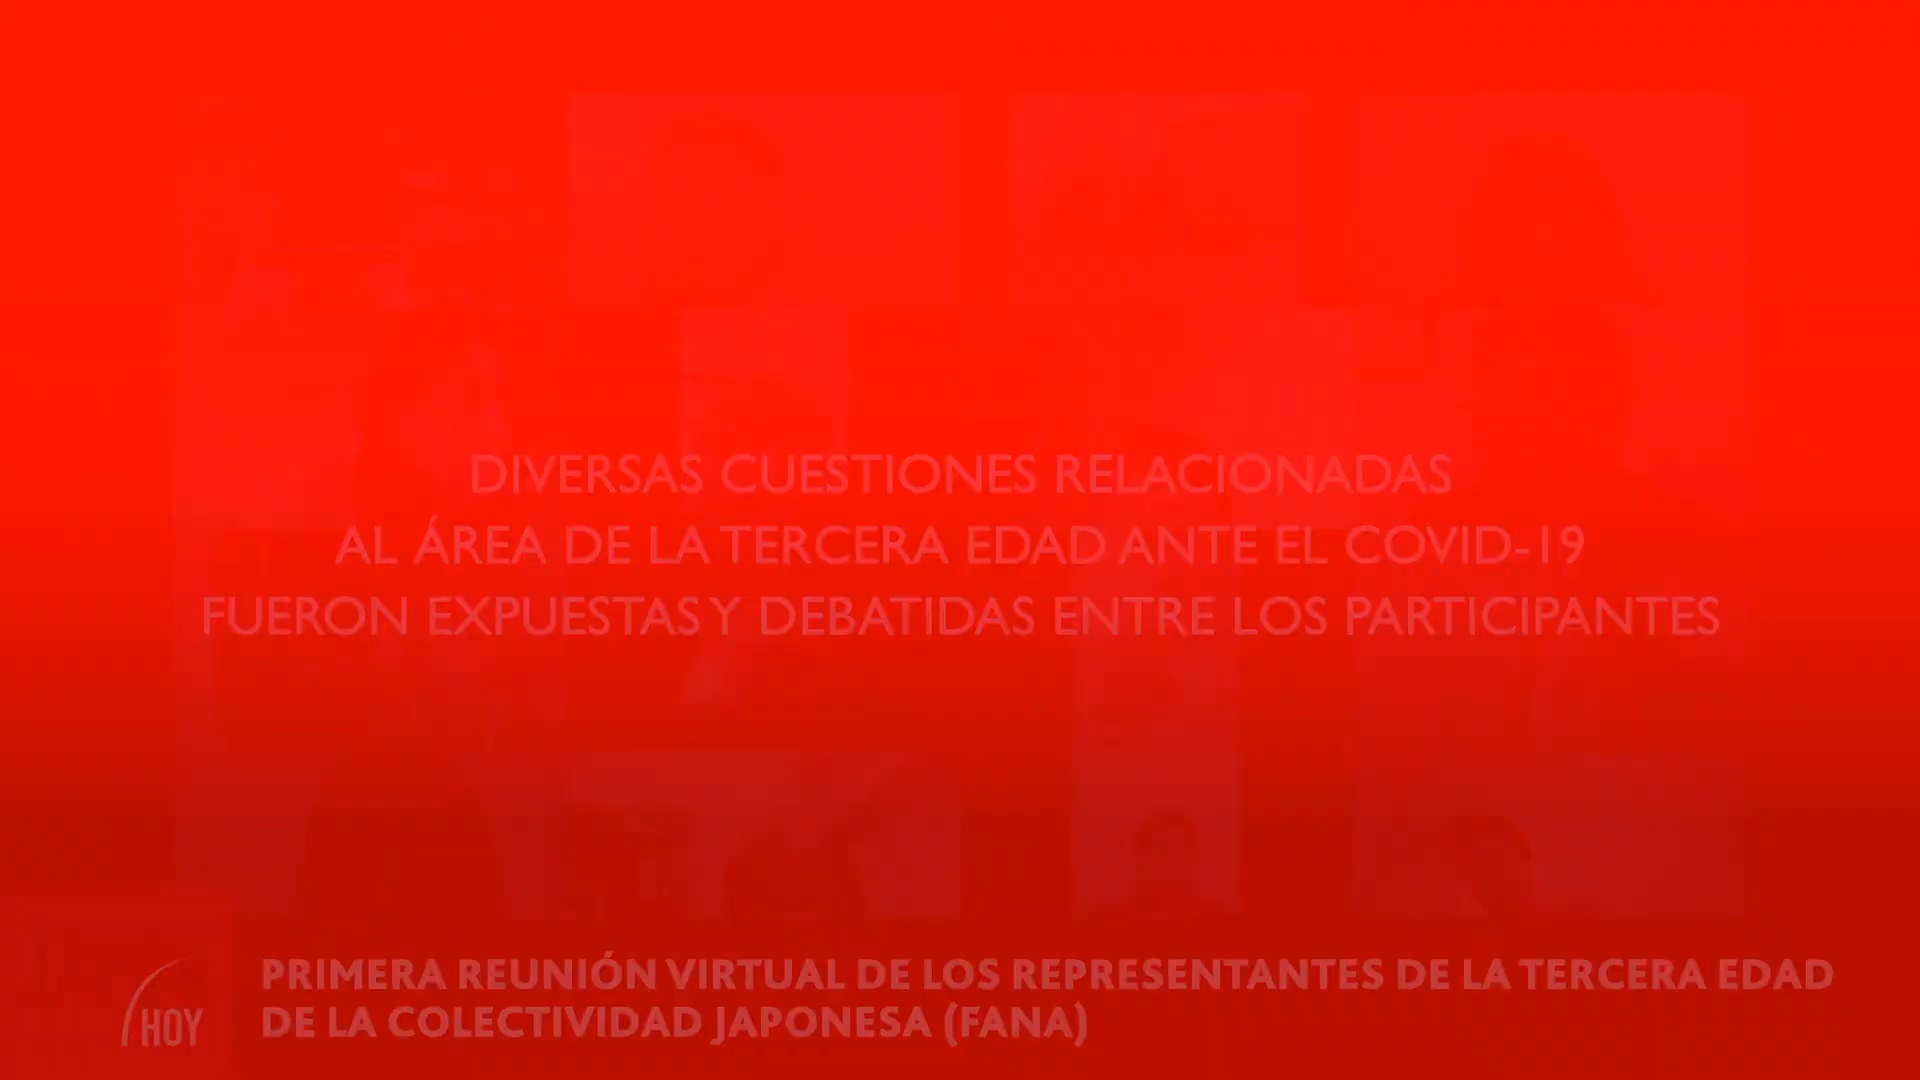 DIVERSAS CUESTIONES RELACIONADAS
AL ÁREA DE LA TERCERA EDAD ANTE EL COVID-19
FUERON EXPUESTAS Y DEBATIDAS ENTRE LOS PARTICIPANTES
HOY
PRIMERA REUNIÓN VIRTUAL DE LOS REPRESENTANTES DE LA TERCERA EDAD
DE LA COLECTIVIDAD JAPONESA (FANA)